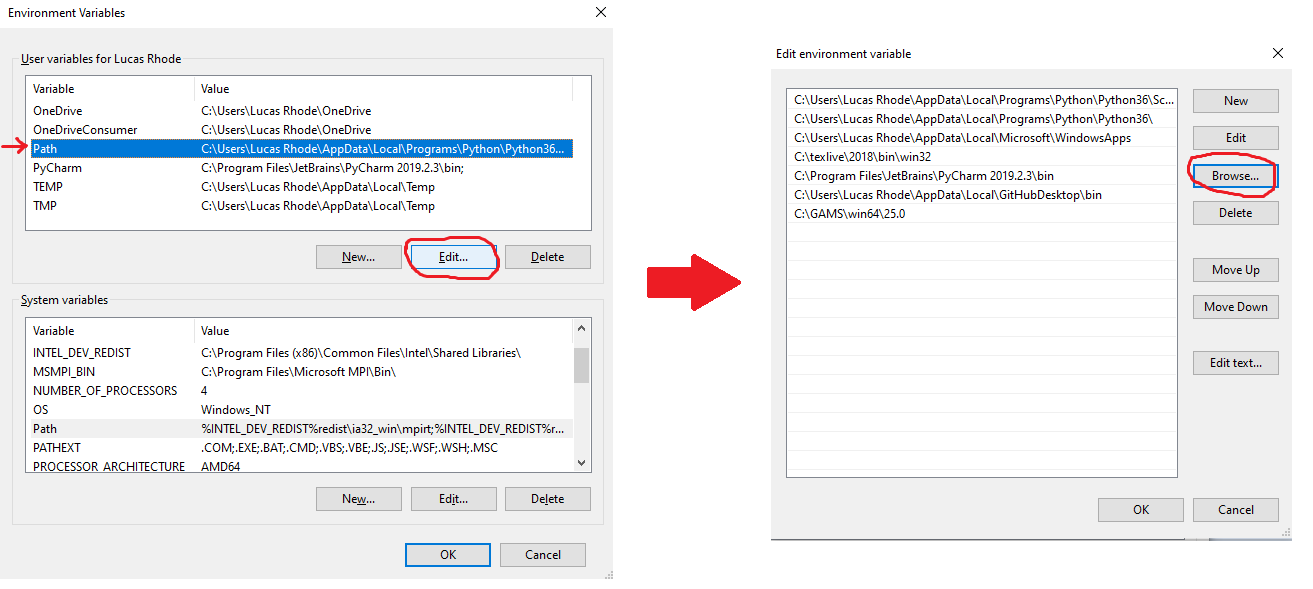 Environment Variables
User variables for Lucas Rhode
Variable Value
OneDrive C:\Users\Lucas Rhode\OneDrive
OneDriveConsumer C:\Users\Lucas Rhode\OneDrive
Path C:\Users\Lucas Rhode\AppData\Local\Programs\Python\Python36...
PyCharm C:\Program Files\JetBrains\PyCharm 2019.2.3\bin;
TEMP C:\Users\Lucas Rhode\AppData\Local\Temp
TMP C:\Users\Lucas Rhode\AppData\Local\Temp
New... Edit... Delete
System variables
Variable Value
INTEL_DEV_REDIST C:\Program Files (x86)\Common Files\Intel\Shared Libraries\
MSMPI_BIN C:\Program Files\Microsoft MPI\Bin\
NUMBER_OF_PROCESSORS 4
OS Windows_NT
Path %INTEL_DEV_REDIST%redist\ia32_win\mpirt;%INTEL_DEV_REDIST%r...
PATHEXT .COM;.EXE;.BAT;.CMD;.VBS;.VBE;.JS;.JSE;.WSF;.WSH;.MSC
PROCESSOR_ARCHITECTURE AMD64
New... Edit... Delete
OK Cancel
Edit environment variable
C:\Users\Lucas Rhode\AppData\Local\Programs\Python\Python36\Sc...
C:\Users\Lucas Rhode\AppData\Local\Programs\Python\Python36\
C:\Users\Lucas Rhode\AppData\Local\Microsoft\WindowsApps
C:\texlive\2018\bin\win32
C:\Program Files\JetBrains\PyCharm 2019.2.3\bin
C:\Users\Lucas Rhode\AppData\Local\GitHubDesktop\bin
C:\GAMS\win64\25.0
New
Edit
Browse...
Delete
Move Up
Move Down
Edit text...
OK Cancel